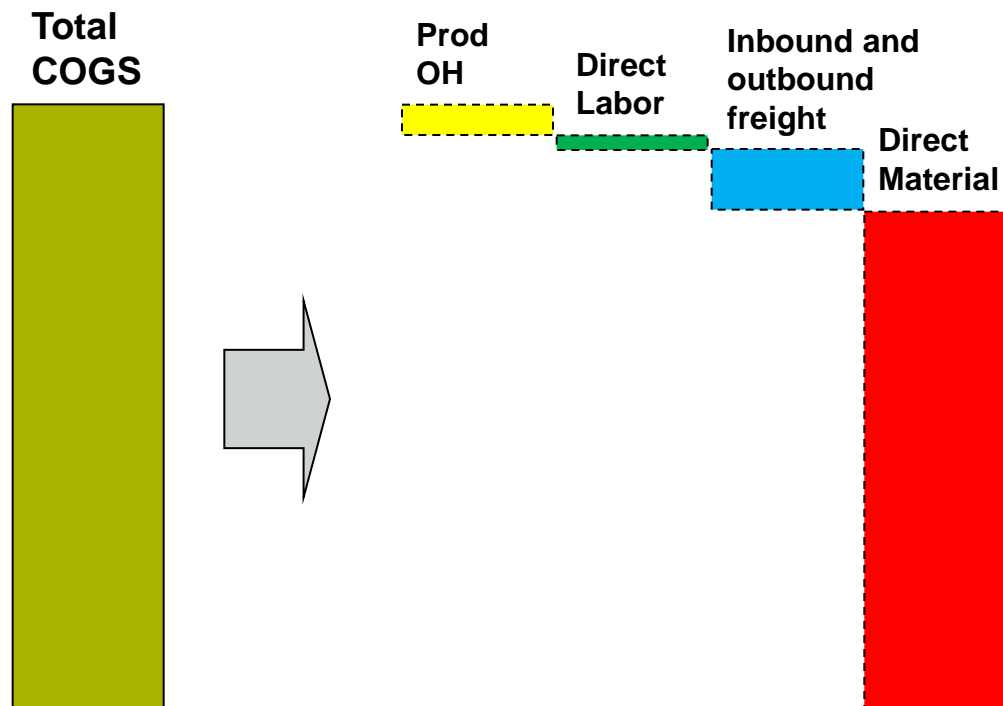 Total
COGS
Prod
OH
Direct
Labor
Inbound and
outbound
freight
Direct
Material